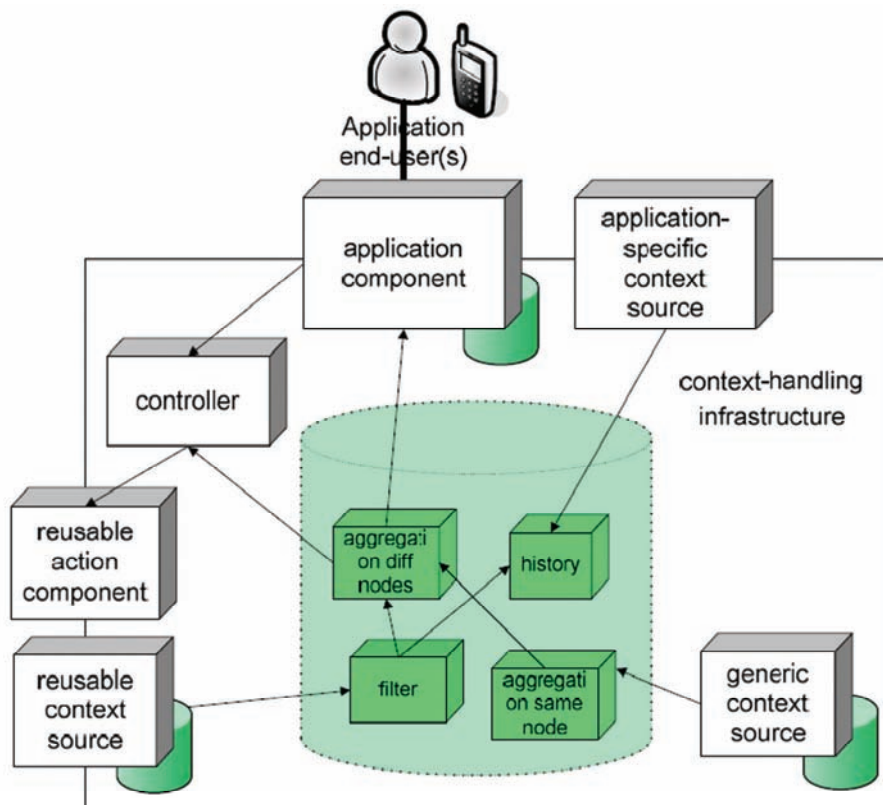 Application
end-user(s)
application
component
application-
specific
context
source
controller
context-handling
infrastructure
reusable
action
component
aggregati
on diff
nodes
history
reusable
context
source
filter
aggregati
on same
node
generic
context
source